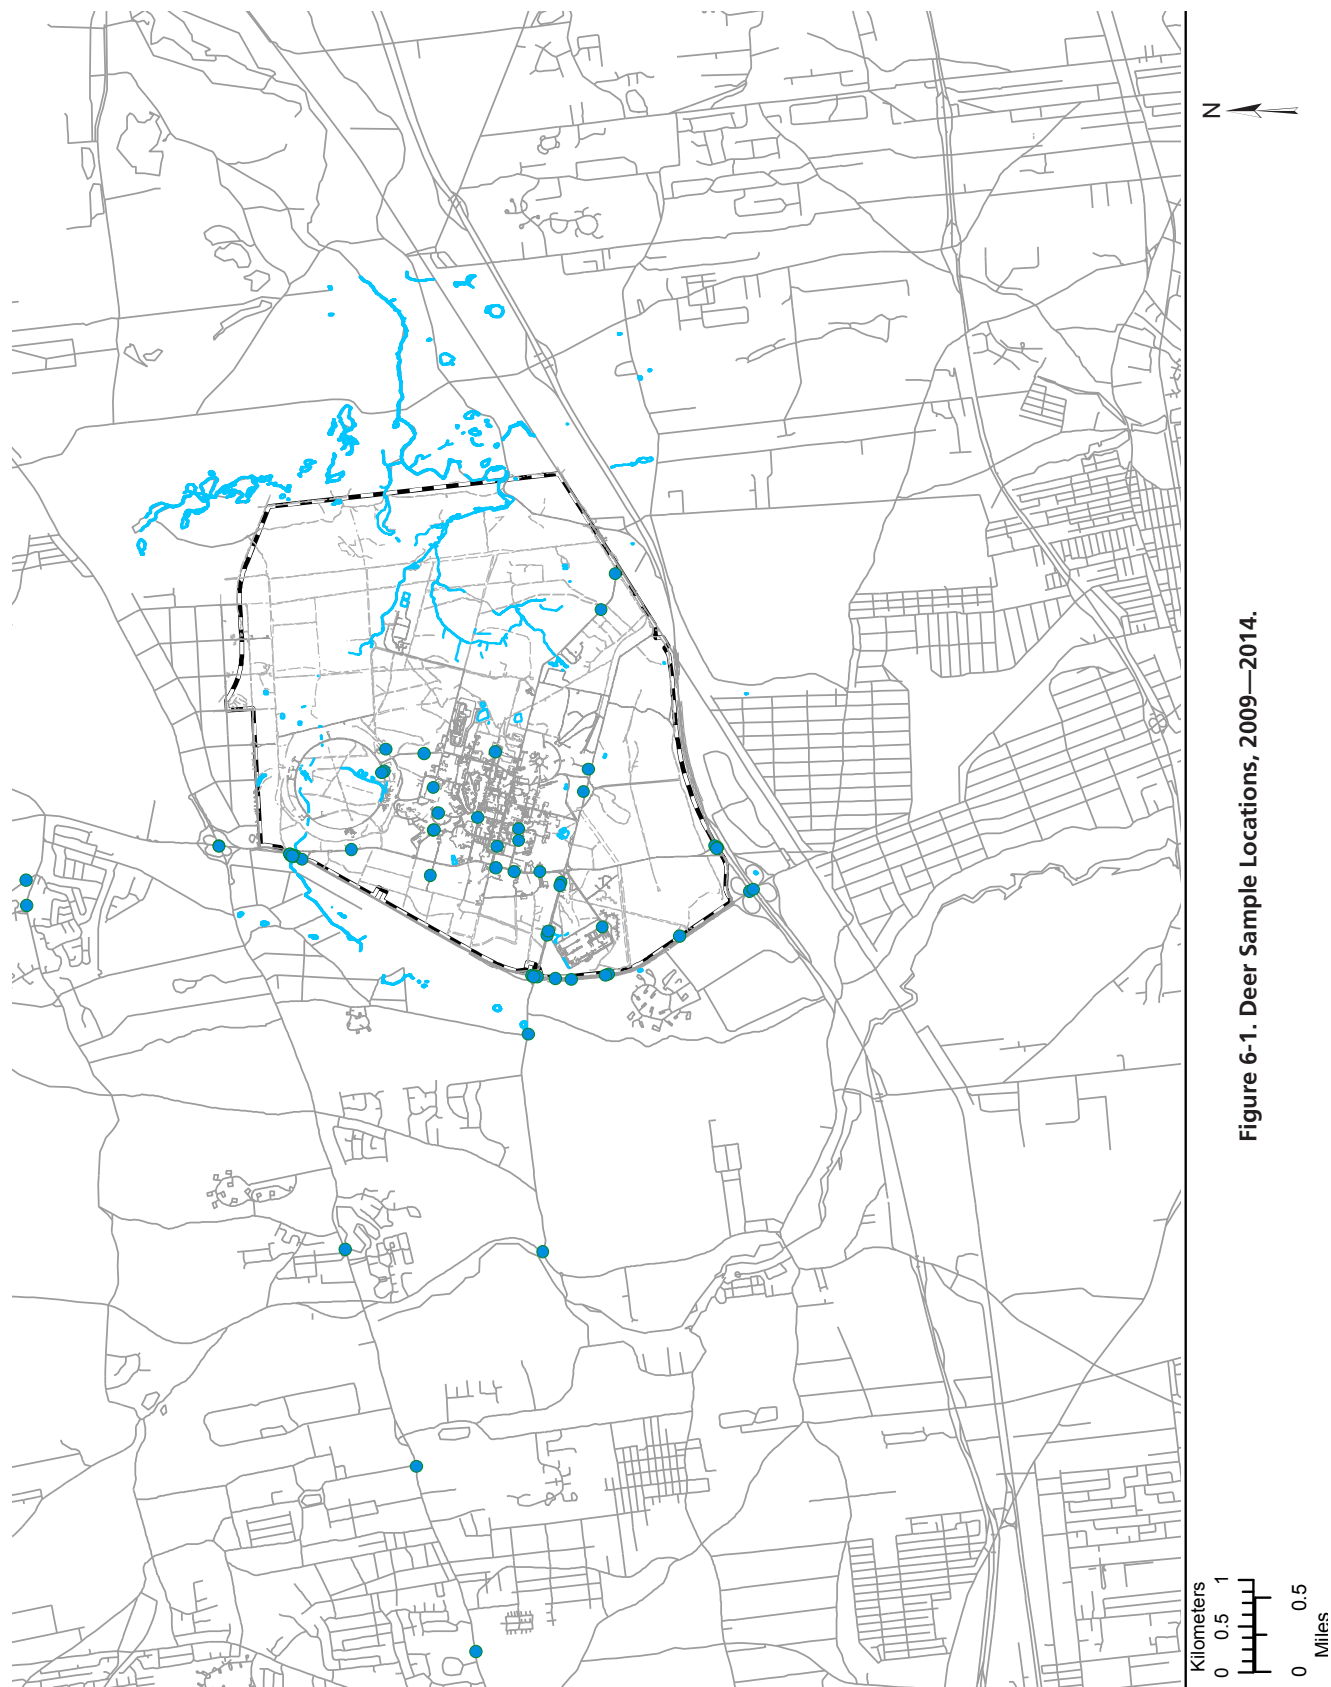 N
Figure 6-1. Deer Sample Locations, 2009—2014.
Kilometers
0 0.5 1
0 0.5
Miles